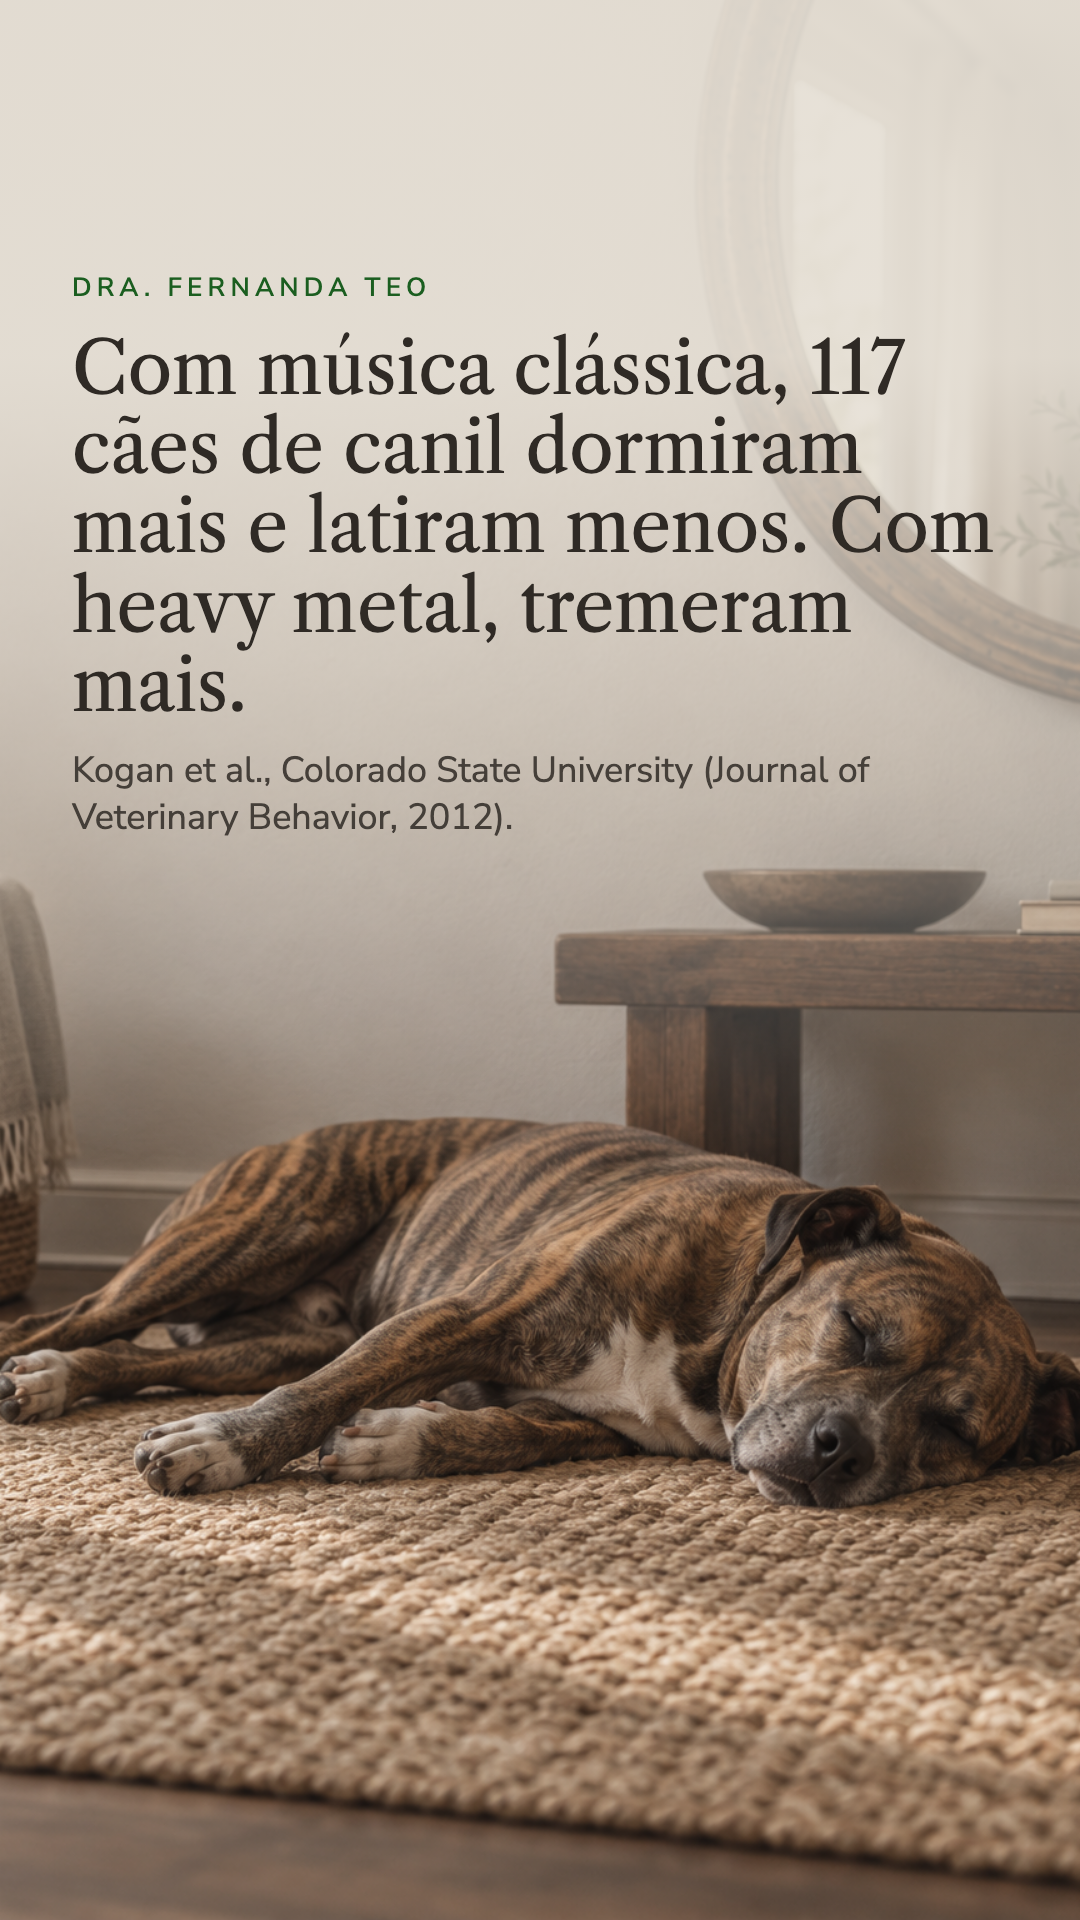 DRA. FERNANDA TEO
Com música clássica, 117
cães de canil dormiram
mais e latiram menos. Com
heavy metal, tremeram
mais.
Kogan et al., Colorado State University (Journal of
Veterinary Behavior, 2012).